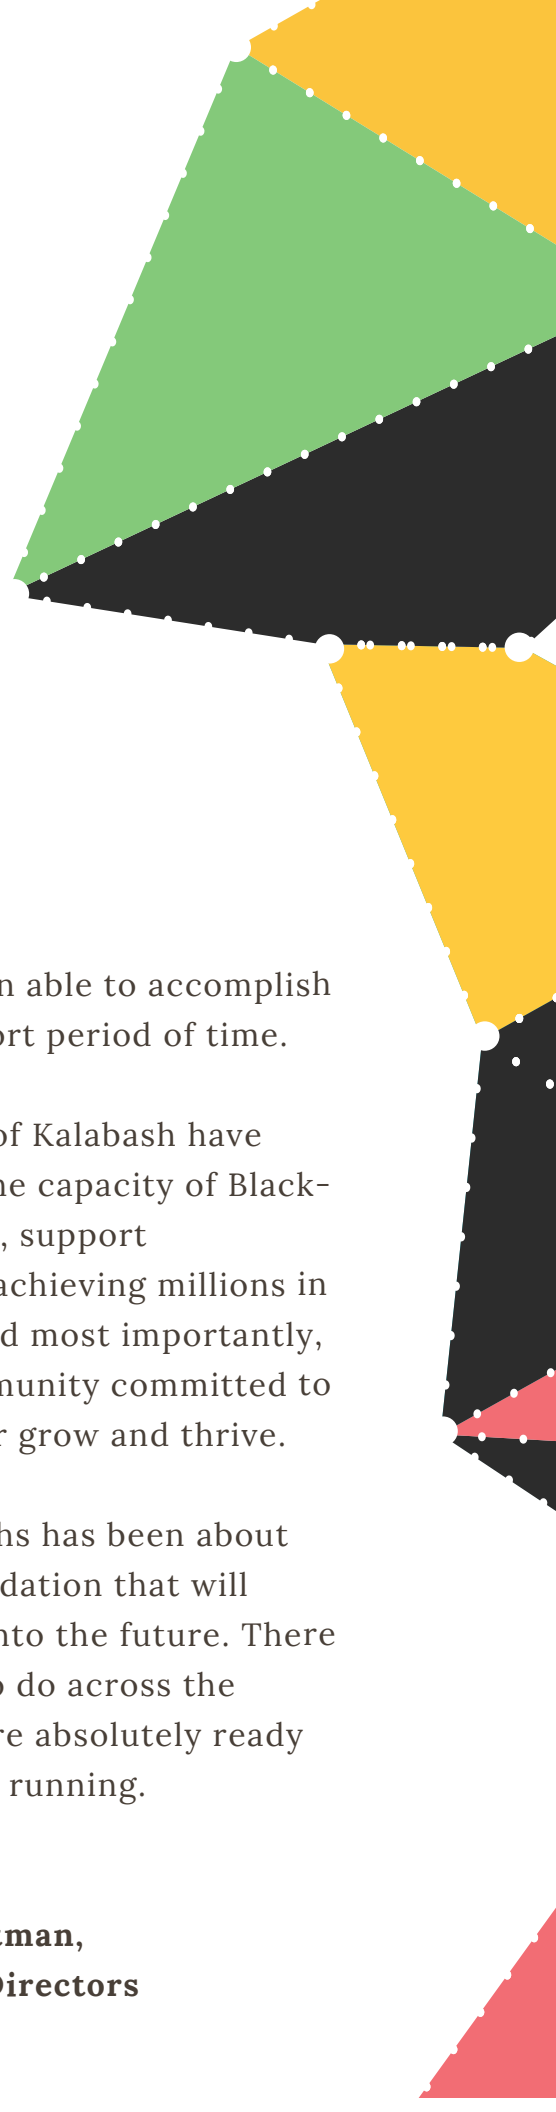 n able to accomplish
ort period of time.
of Kalabash have
he capacity of Black-
, support
achieving millions in
d most importantly,
munity committed to
r grow and thrive.
hs has been about
dation that will
nto the future. There
o do across the
re absolutely ready
running.
tman,
Directors